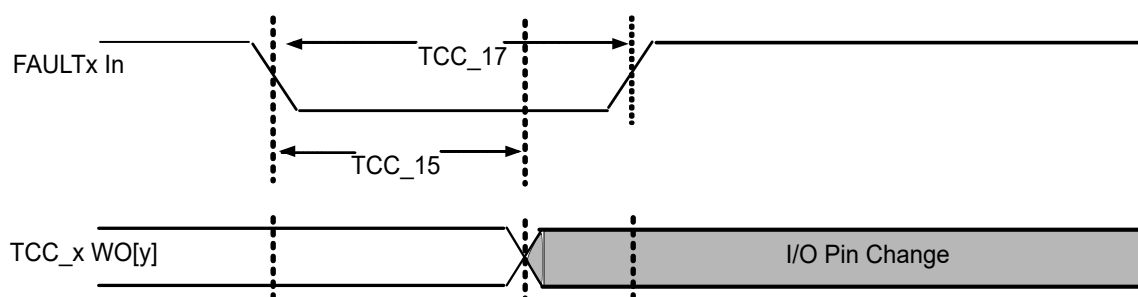 TCC_17
FAULTx In
TCC_15
TCC_x WO[y]
I/O Pin Change